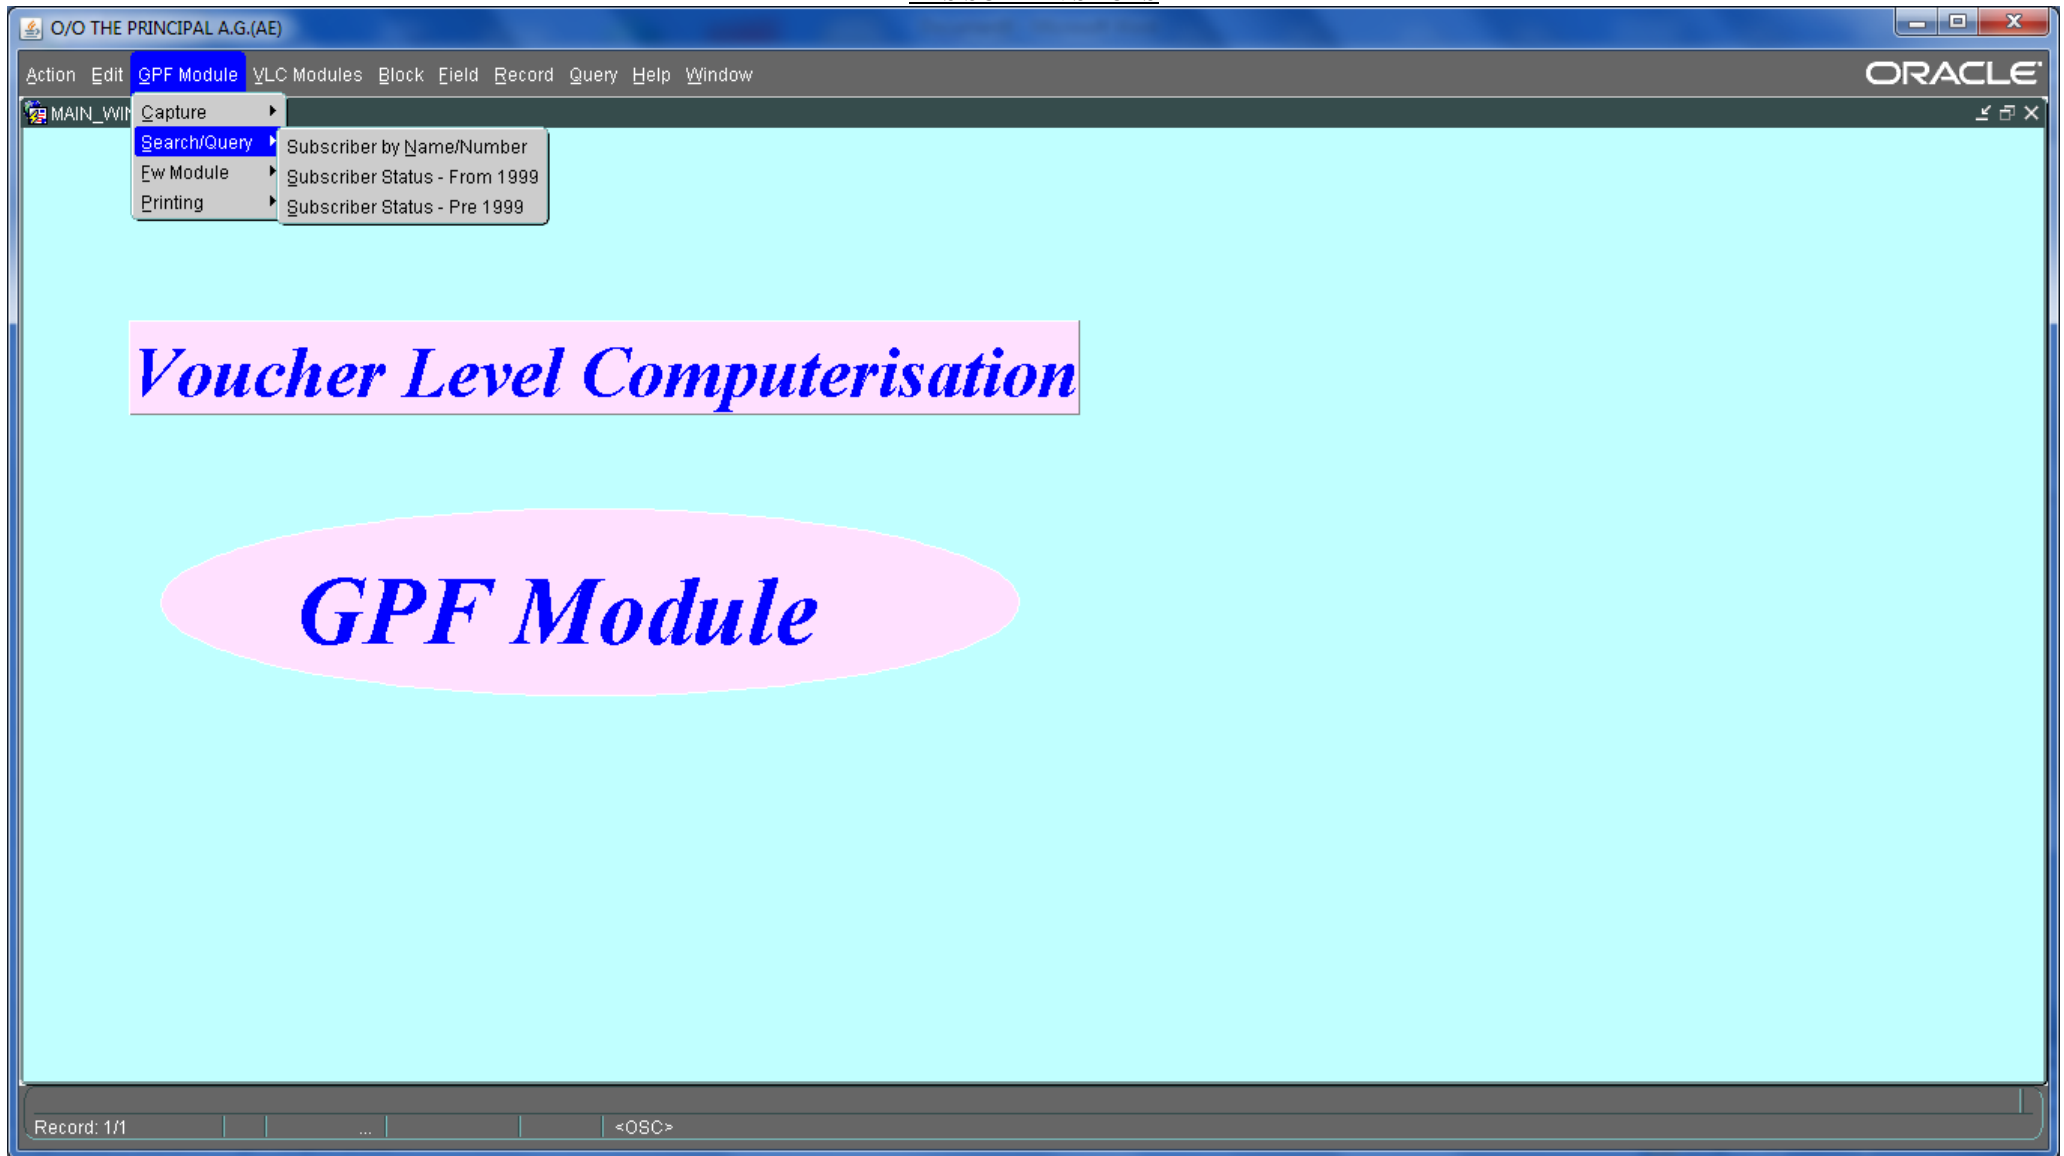 O/O THE PRINCIPAL A.G.(AE)
Action Edit GPF Module VLC Modules Block Field Record Query Help Window
ORACLE
MAIN_WIN
Capture
Search/Query
Fw Module
Printing
Subscriber by Name/Number
Subscriber Status - From 1999
Subscriber Status - Pre 1999
Voucher Level Computerisation
GPF Module
Record: 1/1 ... <OSC>